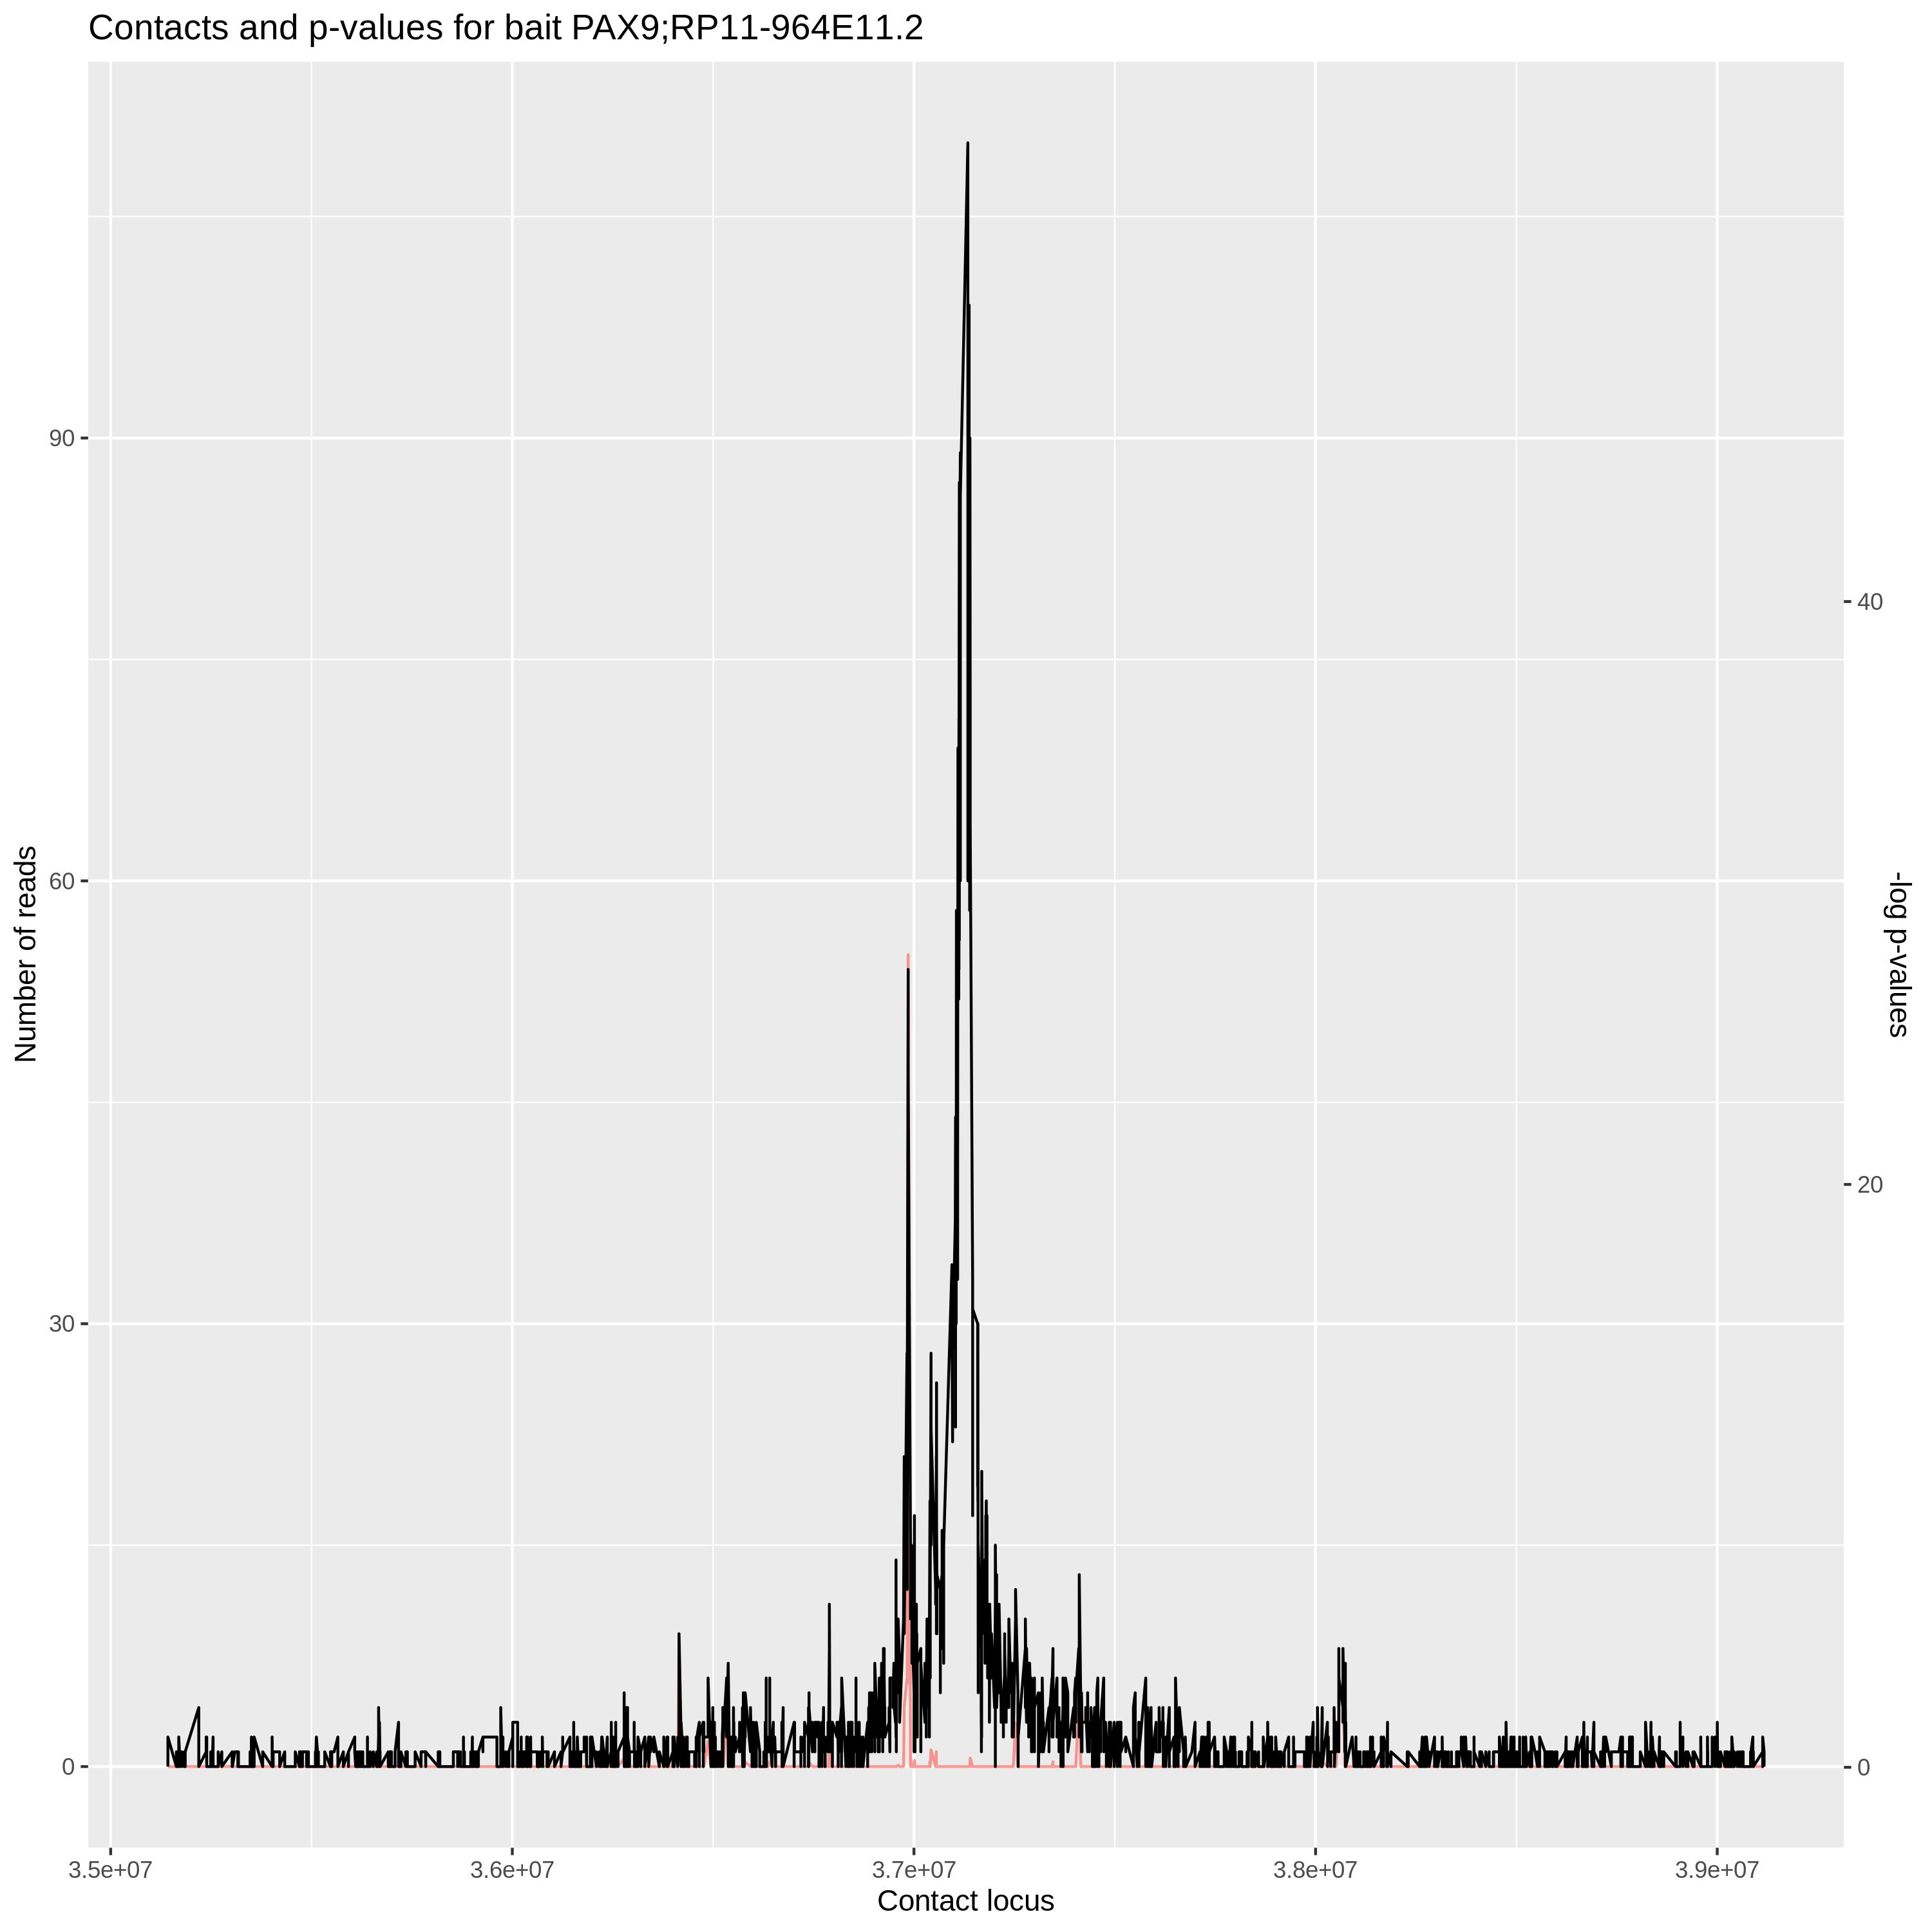 Contacts and p-values for bait PAX9;RP11-964E11.2
90
60
30
0
Number of reads
40
20
0
-log p-values
3.5e+07
3.6e+07
3.7e+07
3.8e+07
3.9e+07
Contact locus